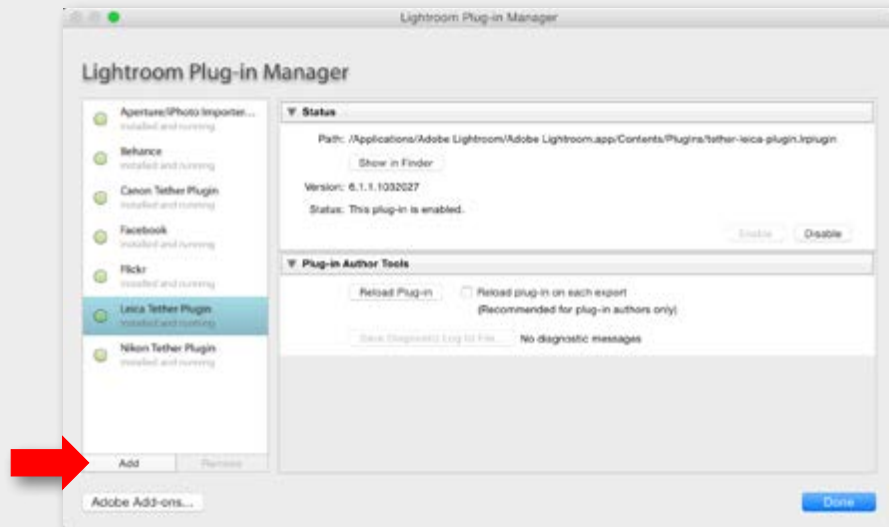 Lightroom Plug-in Manager
Lightroom Plug-in Manager
Aperture/iPhoto Importer...
Installed and running
Behance
Installed and running
Canon Tether Plugin
Installed and running
Facebook
Installed and running
Flickr
Installed and running
Leica Tether Plugin
Installed and running
Nikon Tether Plugin
Installed and running
Add Remove
Adobe Add-ons...
Status
Path: /Applications/Adobe Lightroom/Adobe Lightroom.app/Contents/PlugIns/tether-leica-plugin.lrplugin
Show in Finder
Version: 6.1.1.1032027
Status: This plug-in is enabled.
Enable Disable
Plug-in Author Tools
Reload Plug-in Reload plug-in on each export
(Recommended for plug-in authors only)
Save Diagnostic Log to File... No diagnostic messages
Done